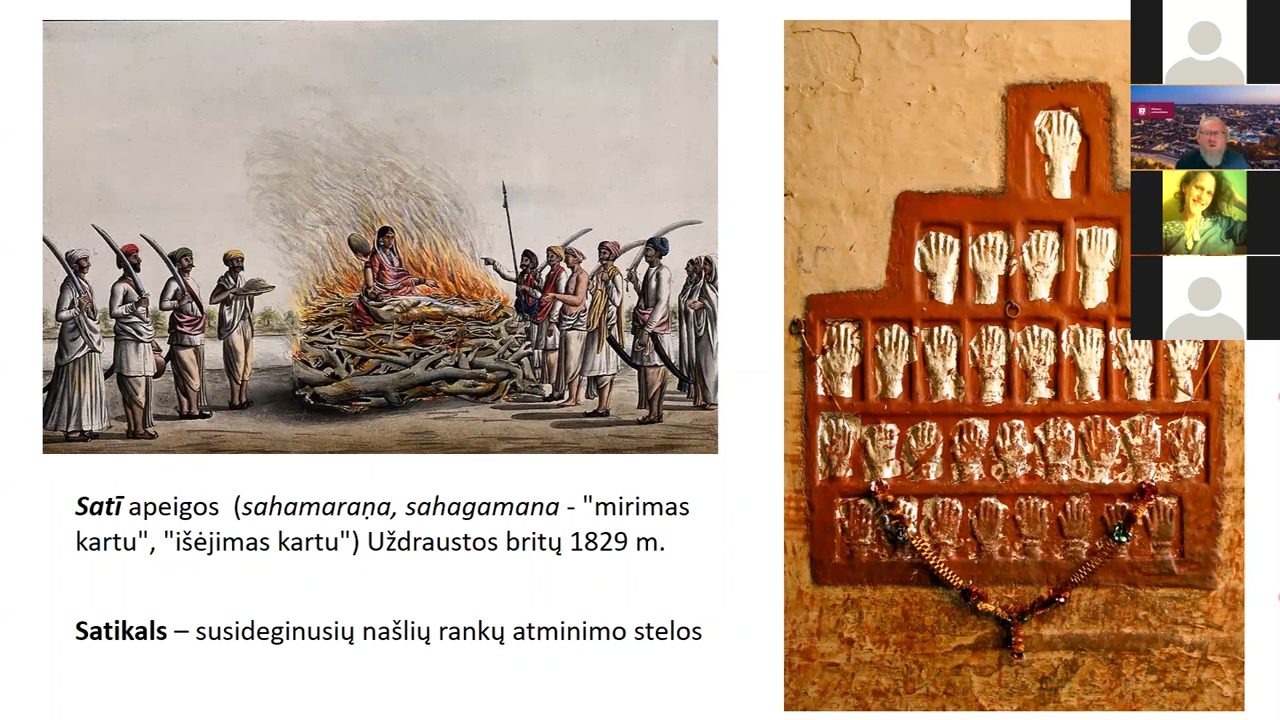 Satī apeigos (sahamaraṇa, sahagamana - "mirimas
kartu", "išėjimas kartu") Uždraustos britų 1829 m.
Satikals – susideginusių našlių rankų atminimo stelos